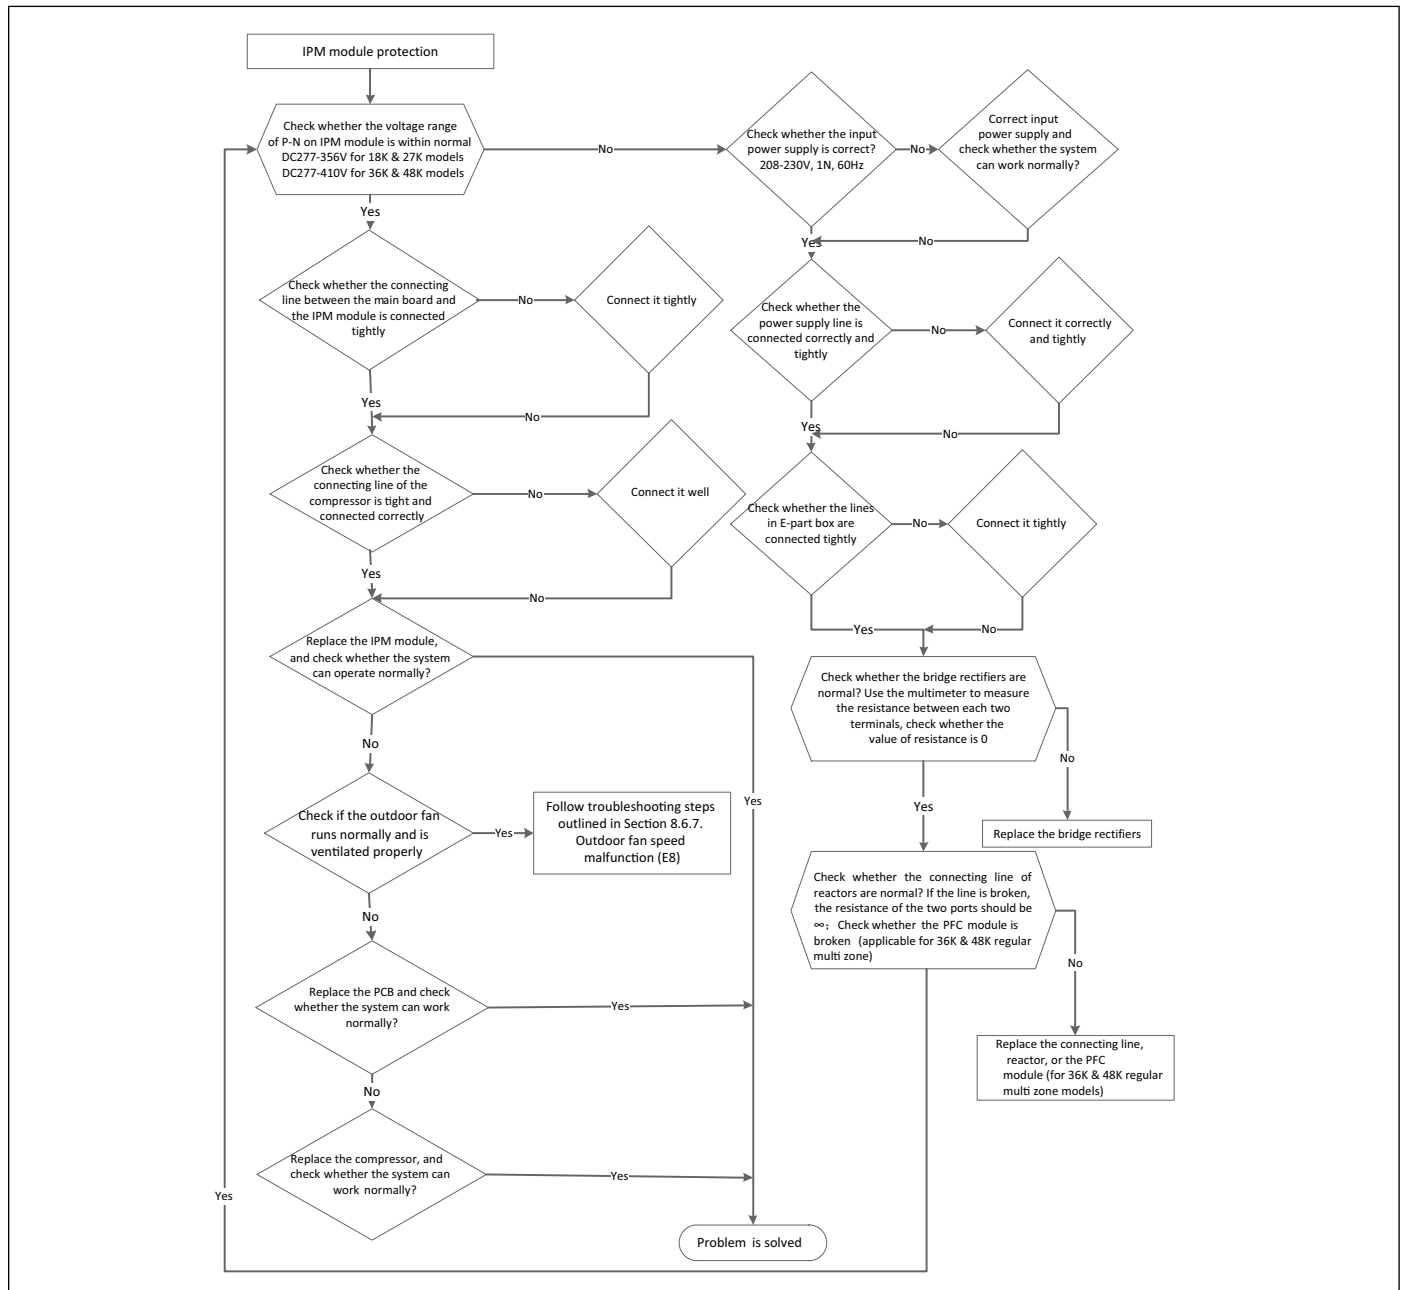 IPM module protection
Check whether the voltage range
of P-N on IPM module is within normal
DC277-356V for 18K & 27K models
DC277-410V for 36K & 48K models
No
Check whether the input
power supply is correct?
208-230V, 1N, 60Hz
No
Correct input
power supply and
check whether the system
can work normally?
Yes
Yes
No
Check whether the connecting
line between the main board and
the IPM module is connected
tightly
No
Connect it tightly
Check whether the
power supply line is
connected correctly and
tightly
No
Connect it correctly
and tightly
Yes
No
Yes
No
Check whether the
connecting line of the
compressor is tight and
connected correctly
No
Connect it well
Check whether the lines
in E-part box are
connected tightly
No
Connect it tightly
Yes
No
Yes
No
Replace the IPM module,
and check whether the system
can operate normally?
Check whether the bridge rectifiers are
normal? Use the multimeter to measure
the resistance between each two
terminals, check whether the
value of resistance is 0
No
No
Yes
Yes
Check if the outdoor fan
runs normally and is
ventilated properly
Yes
Follow troubleshooting steps
outlined in Section 8.6.7.
Outdoor fan speed
malfunction (E8)
Replace the bridge rectifiers
Check whether the connecting line of
reactors are normal? If the line is broken,
the resistance of the two ports should be
∞; Check whether the PFC module is
broken (applicable for 36K & 48K regular
multi zone)
No
No
Replace the PCB and check
whether the system can work
normally?
Yes
Replace the connecting line,
reactor, or the PFC
module (for 36K & 48K regular
multi zone models)
No
Replace the compressor, and
check whether the system can
work normally?
Yes
Yes
Problem is solved